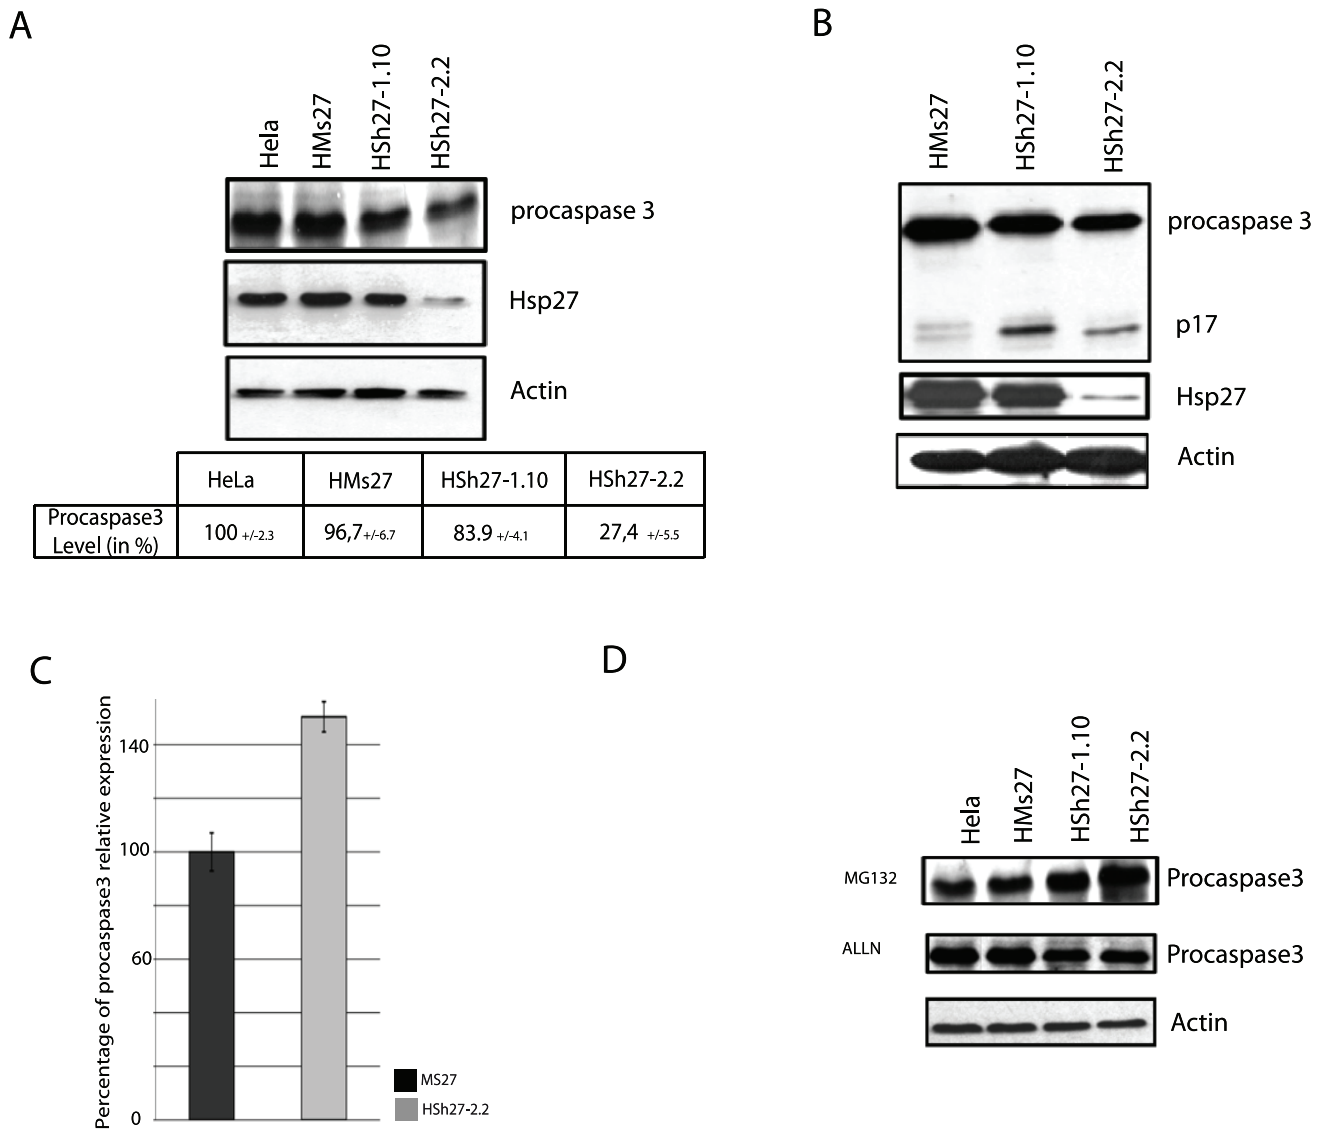 A
Hela
HMs27
HSh27-1.10
HSh27-2.2
procaspase 3
Hsp27
Actin
HeLa HMs27 HSh27-1.10 HSh27-2.2
Procaspase3
Level (in %)
100 +/-2.3 96,7+/-6.7 83.9 +/-4.1 27,4 +/-5.5
B
HMs27
HSh27-1.10
HSh27-2.2
procaspase 3
p17
Hsp27
Actin
C
Percentage of procaspase3 relative expression
140
100
60
0
MS27
HSh27-2.2
D
Hela
HMs27
HSh27-1.10
HSh27-2.2
MG132 Procaspase3
ALLN Procaspase3
Actin